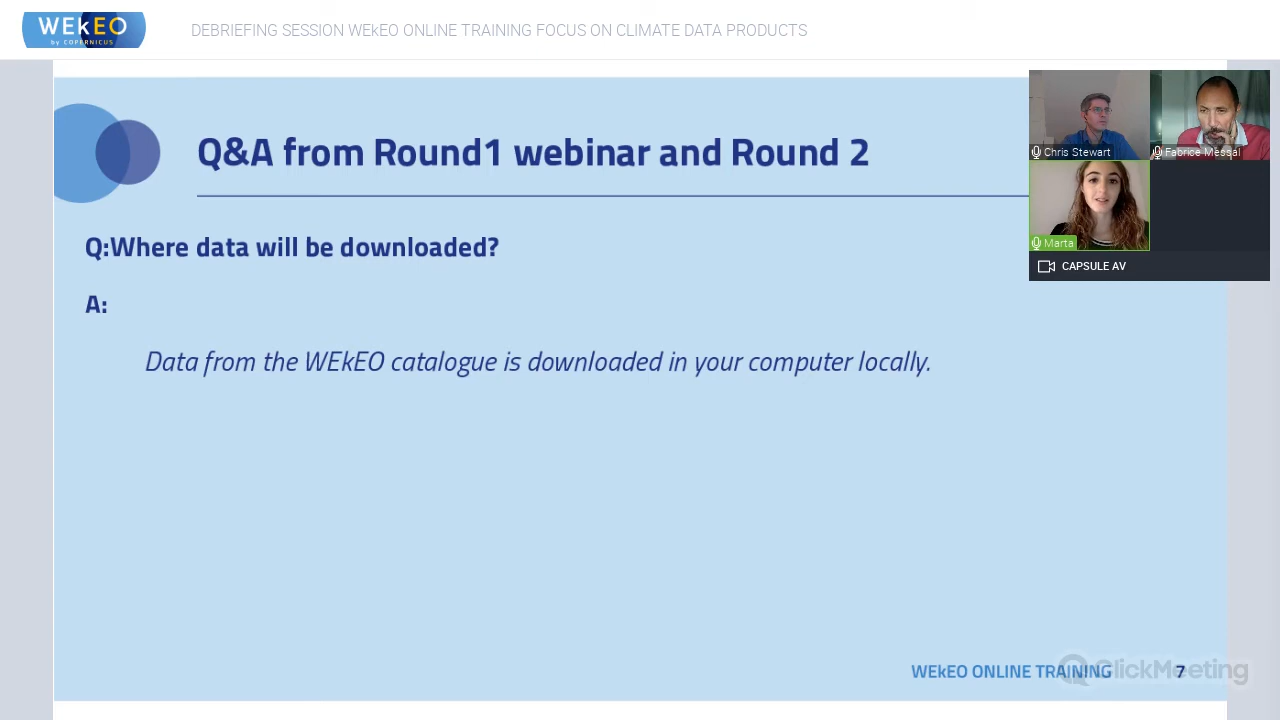 WEkEO
by COPERNICUS
DEBRIEFING SESSION WEkEO ONLINE TRAINING FOCUS ON CLIMATE DATA PRODUCTS
Q&A from Round1 webinar and Round 2
Chris Stewart
Fabrice Messal
Marta
CAPSULE AV
Q:Where data will be downloaded?
A:
Data from the WEkEO catalogue is downloaded in your computer locally.
WEkEO ONLINE TRAINING 7
ClickMeeting